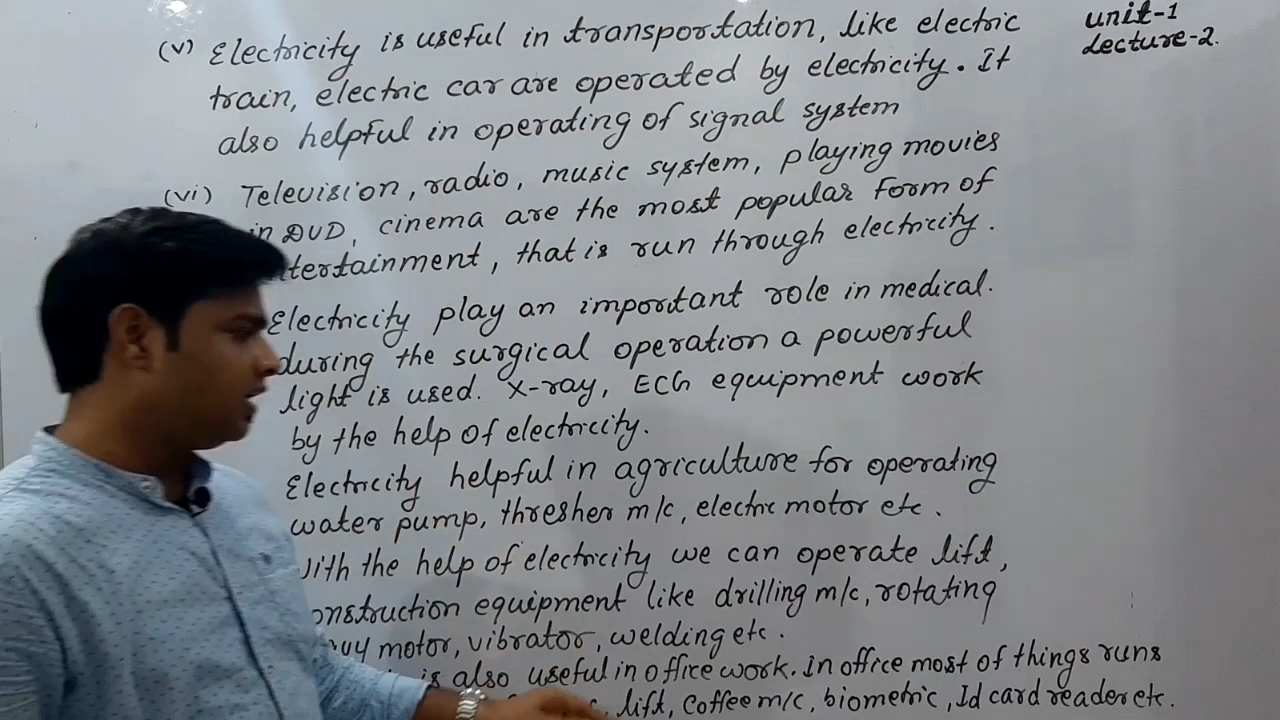 unit-1
Lecture-2.
(v) Electricity is useful in transportation, like electric
train, electric car are operated by electricity. It
also helpful in operating of signal system
(vi) Television, radio, music system, playing movies
in DVD, cinema are the most popular form of
tertainment, that is run through electricity.
Electricity play an important role in medical.
during the surgical operation a powerful
light is used. X-ray, ECG equipment work
by the help of electricity.
Electricity helpful in agriculture for operating
water pump, thresher m/c, electric motor etc.
with the help of electricity we can operate lift,
onstruction equipment like drilling m/c, rotating
motor, vibrator, welding etc.
is also useful in office work. In office most of things runs
lift, coffee m/c, biometric, Id card reader etc.